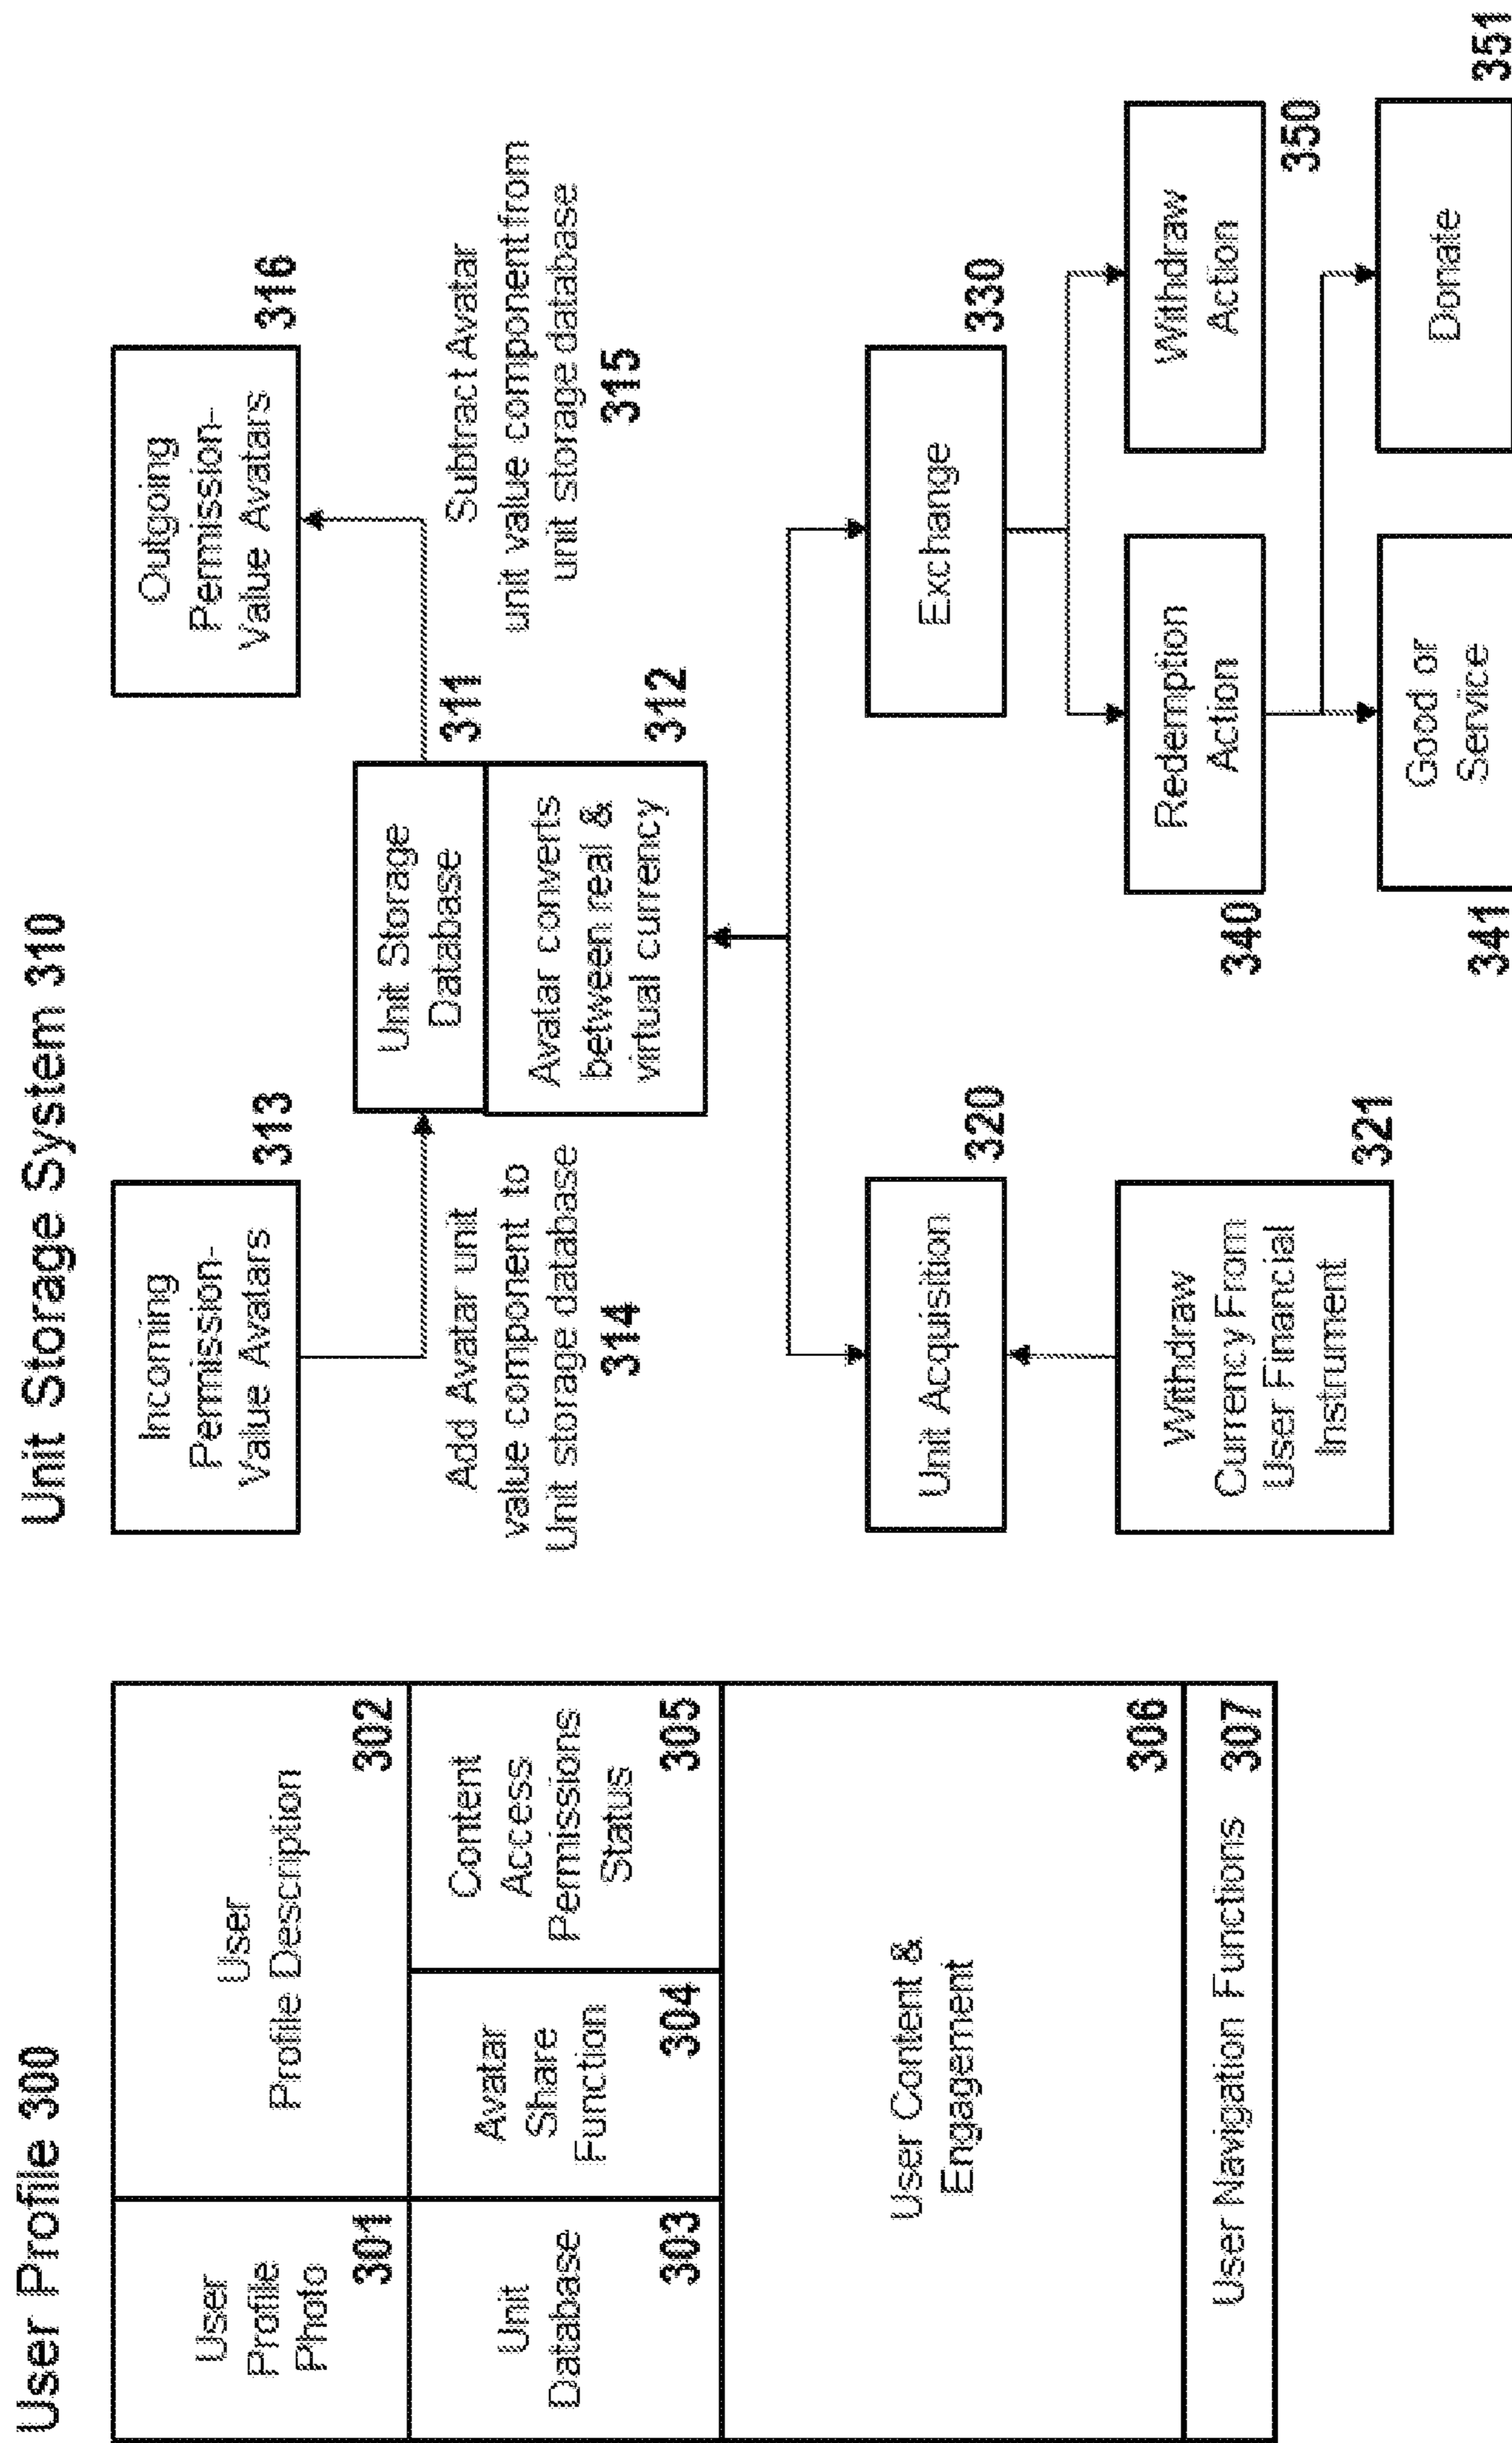 User Profile 300
User
Profile
Photo
301
User
Profile Description
302
Unit
Database
303
Avatar
Share
Function
304
Content
Access
Permissions
Status
305
User Content &
Engagement
306
User Navigation Functions
307
Unit Storage System 310
Incoming
Permission-
Value Avatars
313
Outgoing
Permission-
Value Avatars
316
Add Avatar unit
value component to
Unit storage database
314
Unit Storage
Database
311
Avatar converts
between real &
virtual currency
312
Subtract Avatar
unit value component from
unit storage database
315
Unit Acquisition
320
Exchange
330
Withdraw
Currency From
User Financial
Instrument
321
Redemption
Action
340
Withdraw
Action
350
Good or
Service
341
Donate
351